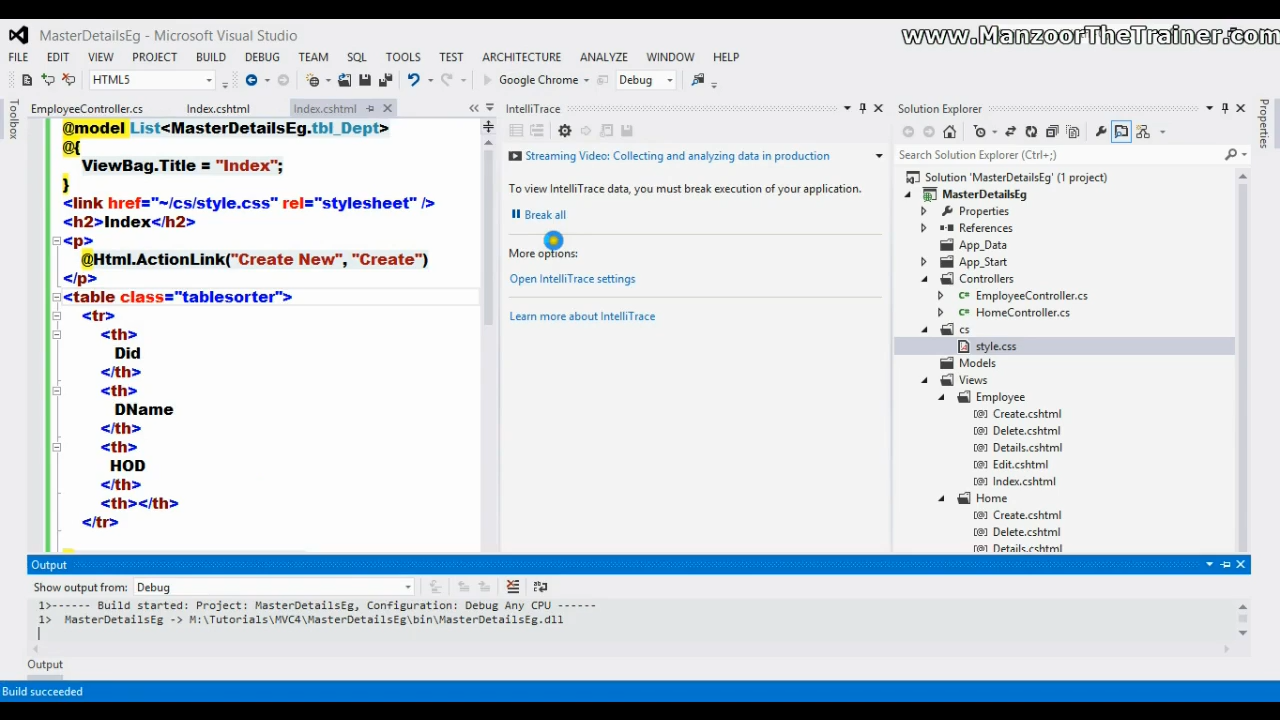 MasterDetailsEg - Microsoft Visual Studio
www.ManzoorTheTrainer.com
FILE EDIT VIEW PROJECT BUILD DEBUG TEAM SQL TOOLS TEST ARCHITECTURE ANALYZE WINDOW HELP
HTML5 Google Chrome Debug
Toolbox
EmployeeController.cs Index.cshtml Index.cshtml
@model List<MasterDetailsEg.tbl_Dept>
@{
ViewBag.Title = "Index";
}
<link href="~/cs/style.css" rel="stylesheet" />
<h2>Index</h2>
<p>
@Html.ActionLink("Create New", "Create")
</p>
<table class="tablesorter">
<tr>
<th>
Did
</th>
<th>
DName
</th>
<th>
HOD
</th>
<th></th>
</tr>
IntelliTrace
Streaming Video: Collecting and analyzing data in production
To view IntelliTrace data, you must break execution of your application.
Break all
More options:
Open IntelliTrace settings
Learn more about IntelliTrace
Solution Explorer
Search Solution Explorer (Ctrl+;)
Solution 'MasterDetailsEg' (1 project)
MasterDetailsEg
Properties
References
App_Data
App_Start
Controllers
EmployeeController.cs
HomeController.cs
cs
style.css
Models
Views
Employee
Create.cshtml
Delete.cshtml
Details.cshtml
Edit.cshtml
Index.cshtml
Home
Create.cshtml
Delete.cshtml
Details.cshtml
Properties
Output
Show output from: Debug
1>------ Build started: Project: MasterDetailsEg, Configuration: Debug Any CPU ------
1> MasterDetailsEg -> M:\Tutorials\MVC4\MasterDetailsEg\bin\MasterDetailsEg.dll
Output
Build succeeded